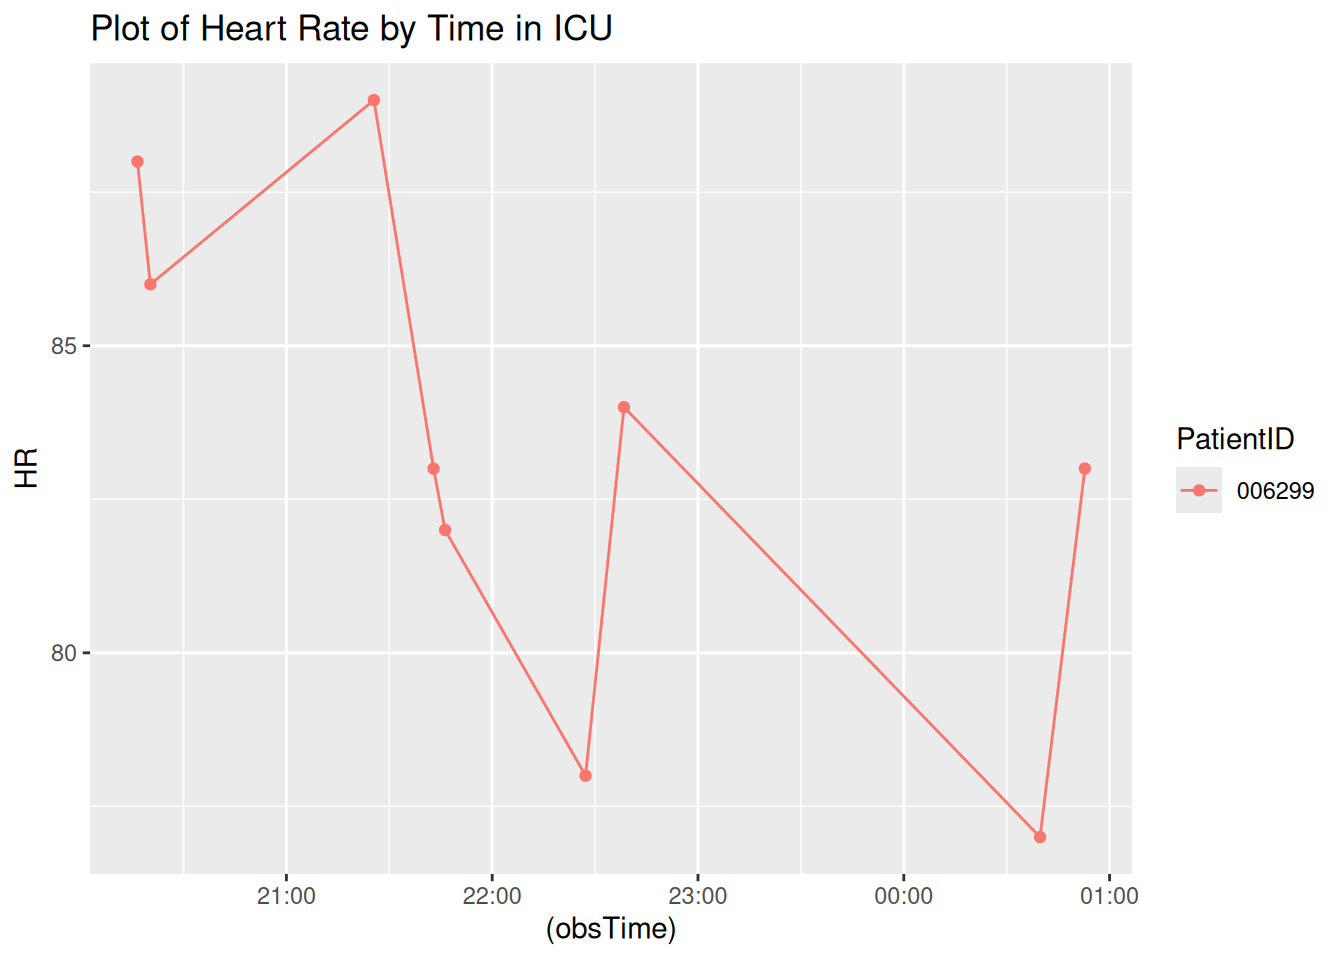 Plot of Heart Rate by Time in ICU
HR
85
80
21:00 22:00 23:00 00:00 01:00
(obsTime)
PatientID
006299